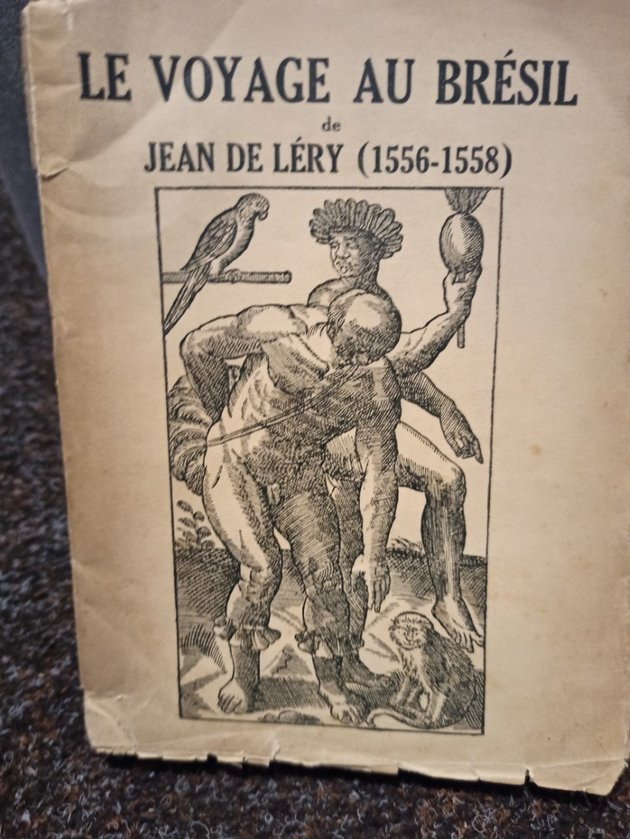 LE VOYAGE AU BRÉSIL
de
JEAN DE LÉRY (1556-1558)